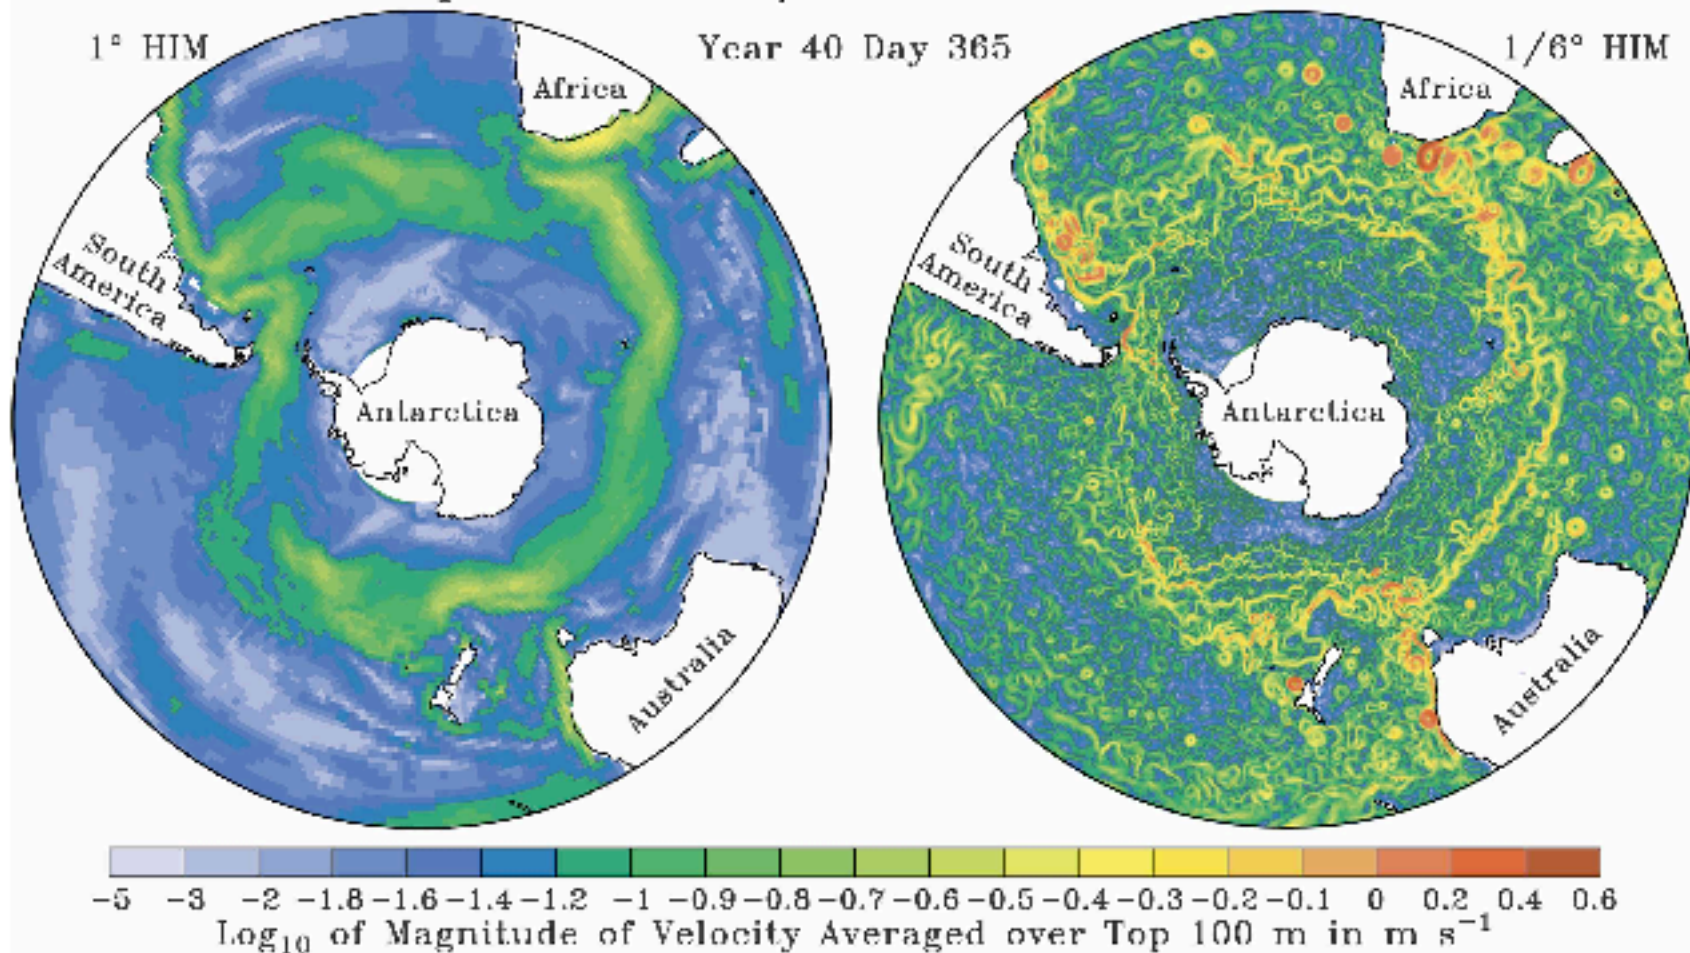 1° HIM
Year 40 Day 365
1/6° HIM
Africa
Africa
South
America
South
America
Antarctica
Antarctica
Australia
Australia
-5 -3 -2 -1.8 -1.6 -1.4 -1.2 -1 -0.9 -0.8 -0.7 -0.6 -0.5 -0.4 -0.3 -0.2 -0.1 0 0.2 0.4 0.6
Log₁₀ of Magnitude of Velocity Averaged over Top 100 m in m s⁻¹